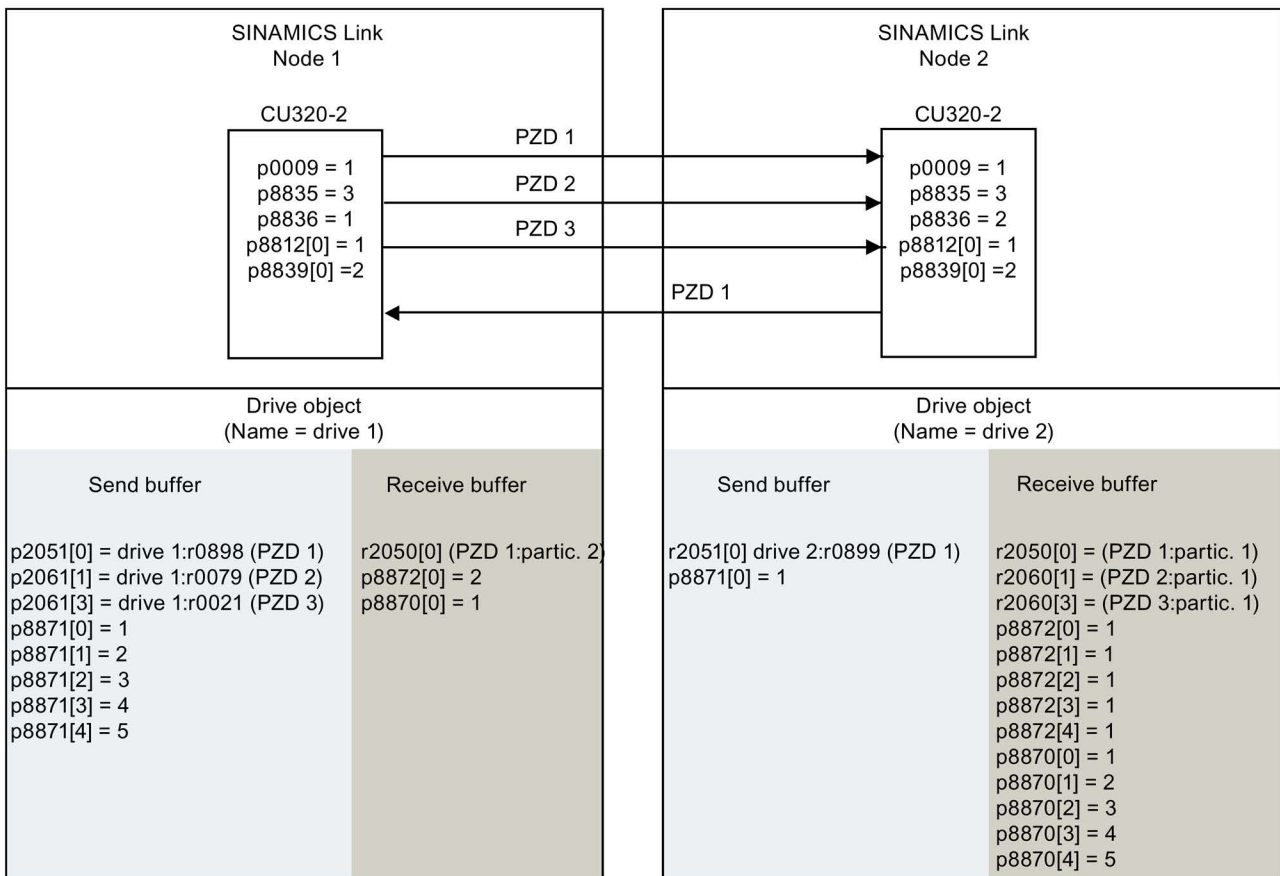 SINAMICS Link
Node 1
CU320-2
p0009 = 1
p8835 = 3
p8836 = 1
p8812[0] = 1
p8839[0] =2
PZD 1
PZD 2
PZD 3
PZD 1
SINAMICS Link
Node 2
CU320-2
p0009 = 1
p8835 = 3
p8836 = 2
p8812[0] = 1
p8839[0] =2
Drive object
(Name = drive 1)
Send buffer
p2051[0] = drive 1:r0898 (PZD 1)
p2061[1] = drive 1:r0079 (PZD 2)
p2061[3] = drive 1:r0021 (PZD 3)
p8871[0] = 1
p8871[1] = 2
p8871[2] = 3
p8871[3] = 4
p8871[4] = 5
Receive buffer
r2050[0] (PZD 1:partic. 2)
p8872[0] = 2
p8870[0] = 1
Drive object
(Name = drive 2)
Send buffer
r2051[0] drive 2:r0899 (PZD 1)
p8871[0] = 1
Receive buffer
r2050[0] = (PZD 1:partic. 1)
r2060[1] = (PZD 2:partic. 1)
r2060[3] = (PZD 3:partic. 1)
p8872[0] = 1
p8872[1] = 1
p8872[2] = 1
p8872[3] = 1
p8872[4] = 1
p8870[0] = 1
p8870[1] = 2
p8870[2] = 3
p8870[3] = 4
p8870[4] = 5